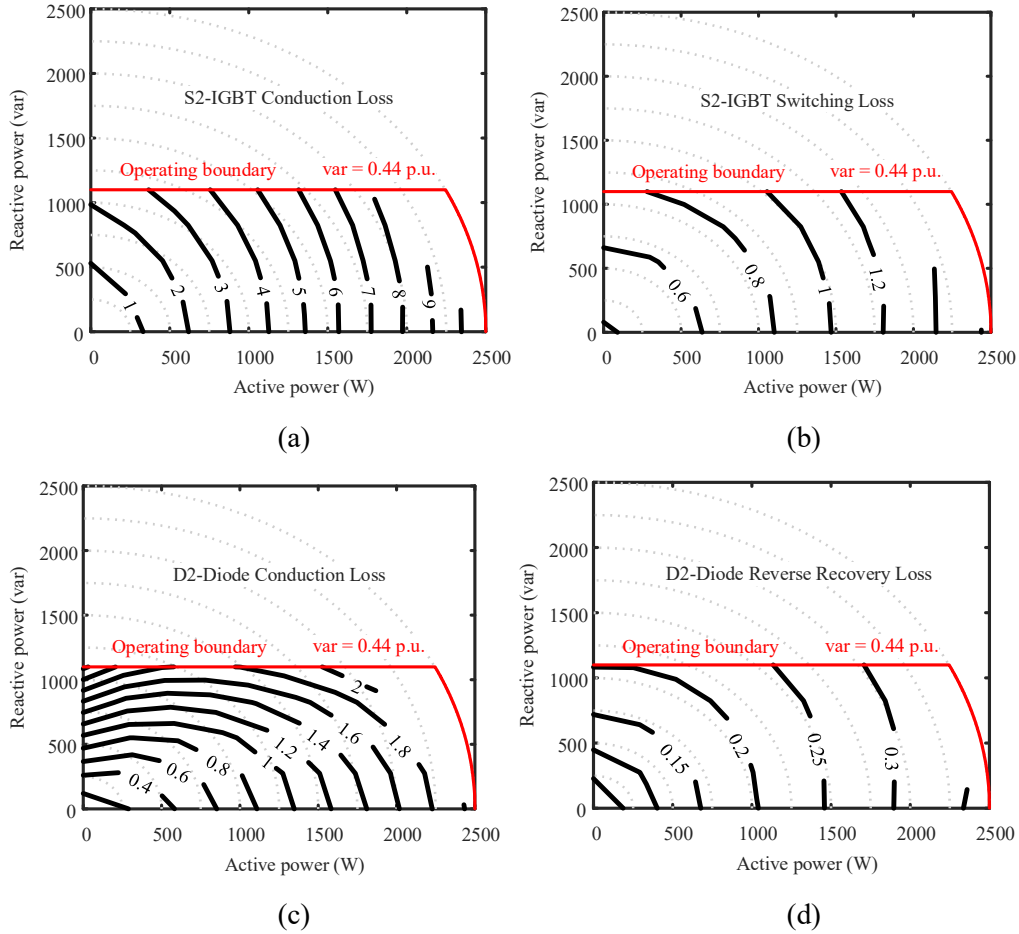 2500
2000
1500
1000
500
0
Reactive power (var)
S2-IGBT Conduction Loss
Operating boundary var = 0.44 p.u.
1 2 3 4 5 6 7 8 9
0 500 1000 1500 2000 2500
Active power (W)
(a)
2500
2000
1500
1000
500
0
Reactive power (var)
S2-IGBT Switching Loss
Operating boundary var = 0.44 p.u.
0.6 0.8 1 1.2
0 500 1000 1500 2000 2500
Active power (W)
(b)
2500
2000
1500
1000
500
0
Reactive power (var)
D2-Diode Conduction Loss
Operating boundary var = 0.44 p.u.
0.4 0.6 0.8 1 1.2 1.4 1.6 1.8 2
0 500 1000 1500 2000 2500
Active power (W)
(c)
2500
2000
1500
1000
500
0
Reactive power (var)
D2-Diode Reverse Recovery Loss
Operating boundary var = 0.44 p.u.
0.15 0.2 0.25 0.3
0 500 1000 1500 2000 2500
Active power (W)
(d)